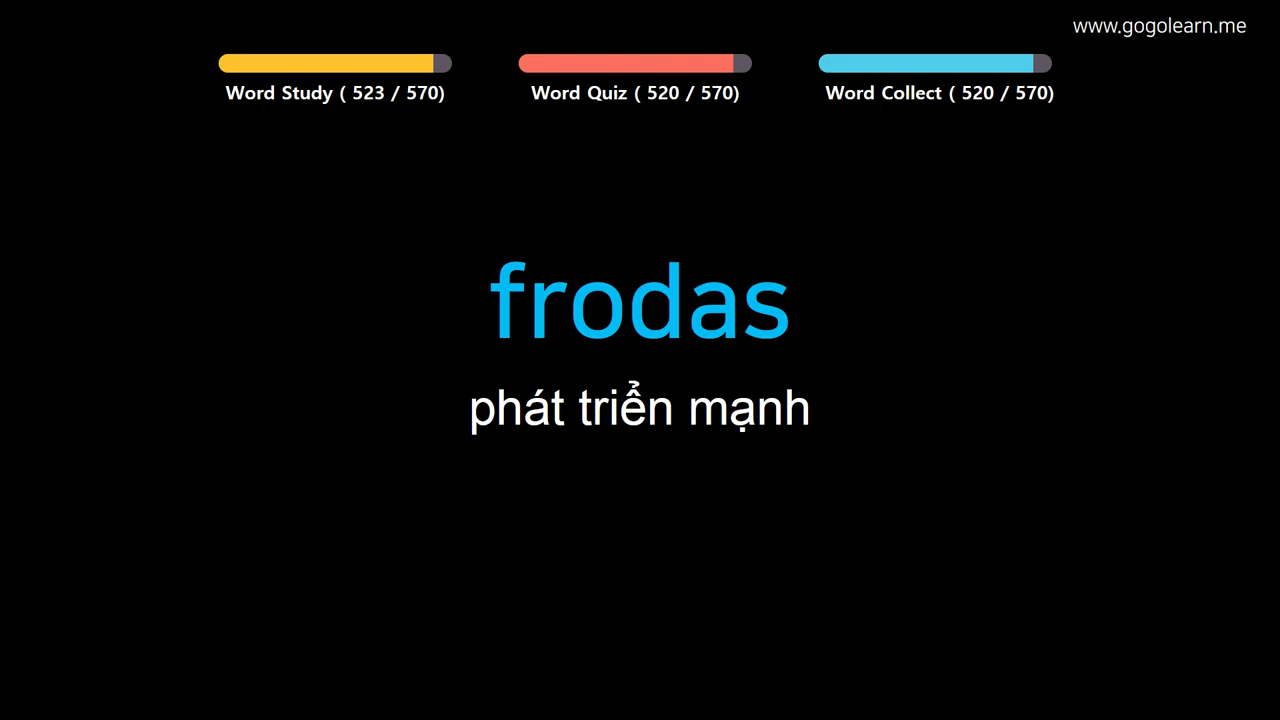 www.gogolearn.me
Word Study ( 523 / 570)
Word Quiz ( 520 / 570)
Word Collect ( 520 / 570)
frodas
phát triển mạnh